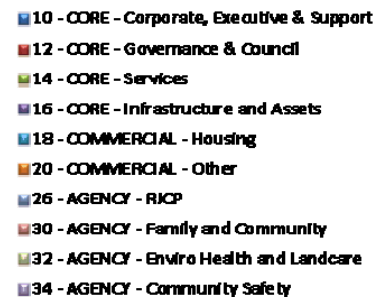 10 - CORE - Corporate, Executive & Support
12 - CORE - Governance & Council
14 - CORE - Services
16 - CORE - Infrastructure and Assets
18 - COMMERCIAL - Housing
20 - COMMERCIAL - Other
26 - AGENCY - RJCP
30 - AGENCY - Family and Community
32 - AGENCY - Enviro Health and Landcare
34 - AGENCY - Community Safety